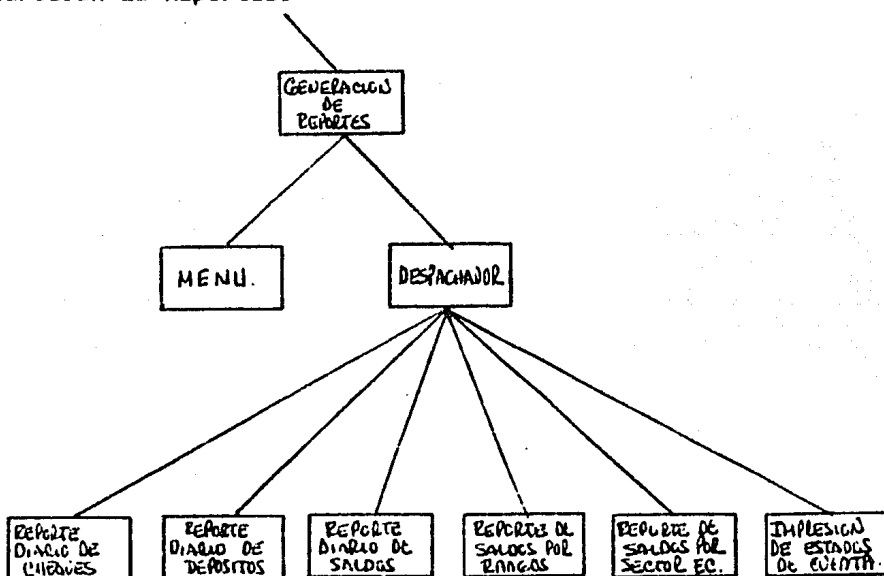 GENERACION
DE
REPORTES
MENU.
DESPACHADOR
REPORTE
DIARIO DE
CHEQUES
REPORTE
DIARIO DE
DEPOSITOS
REPORTE
DIARIO DE
SALDOS
REPORTES DE
SALDOS POR
RANGOS
REPORTE DE
SALDOS POR
SECTOR EC.
IMPRESION
DE ESTADOS
DE CUENTA.